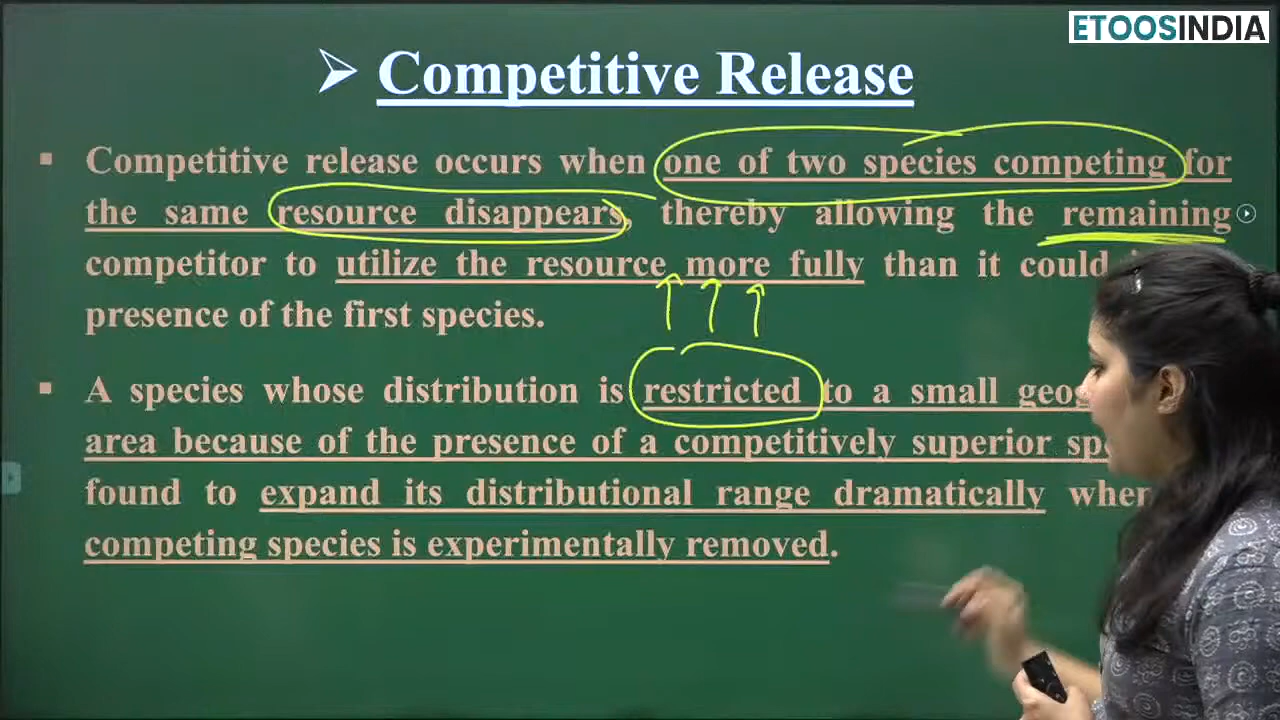 ETOOSINDIA
➤ Competitive Release
▪ Competitive release occurs when one of two species competing for
the same resource disappears, thereby allowing the remaining
competitor to utilize the resource more fully than it could
presence of the first species.
▪ A species whose distribution is restricted to a small
area because of the presence of a competitively superior
found to expand its distributional range dramatically when
competing species is experimentally removed.